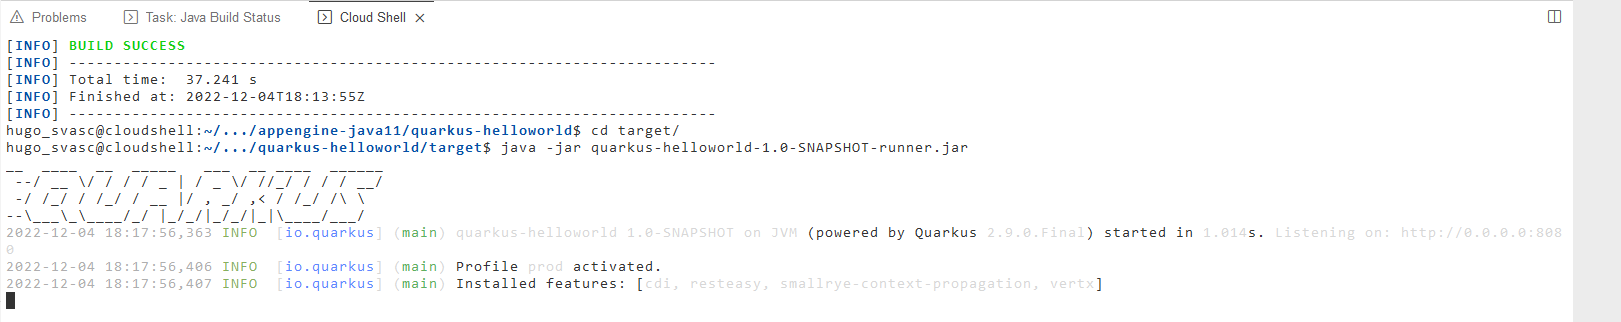 Problems
Task: Java Build Status
Cloud Shell
[INFO] BUILD SUCCESS
[INFO] ------------------------------------------------------------------------
[INFO] Total time:  37.241 s
[INFO] Finished at: 2022-12-04T18:13:55Z
[INFO] ------------------------------------------------------------------------
hugo_svasc@cloudshell:~/.../appengine-java11/quarkus-helloworld$ cd target/
hugo_svasc@cloudshell:~/.../quarkus-helloworld/target$ java -jar quarkus-helloworld-1.0-SNAPSHOT-runner.jar
__  ____  __  _____   ___  __ ____  ______
 --/ __ \/ / / / _ | / _ \/ //_/ / / / __/
 -/ /_/ / /_/ / __ |/ , _/ ,< / /_/ /\ \
--\___\_\____/_/ |_/_/|_/_/|_|\____/___/
2022-12-04 18:17:56,363 INFO  [io.quarkus] (main) quarkus-helloworld 1.0-SNAPSHOT on JVM (powered by Quarkus 2.9.0.Final) started in 1.014s. Listening on: http://0.0.0.0:808
0
2022-12-04 18:17:56,406 INFO  [io.quarkus] (main) Profile prod activated.
2022-12-04 18:17:56,407 INFO  [io.quarkus] (main) Installed features: [cdi, resteasy, smallrye-context-propagation, vertx]